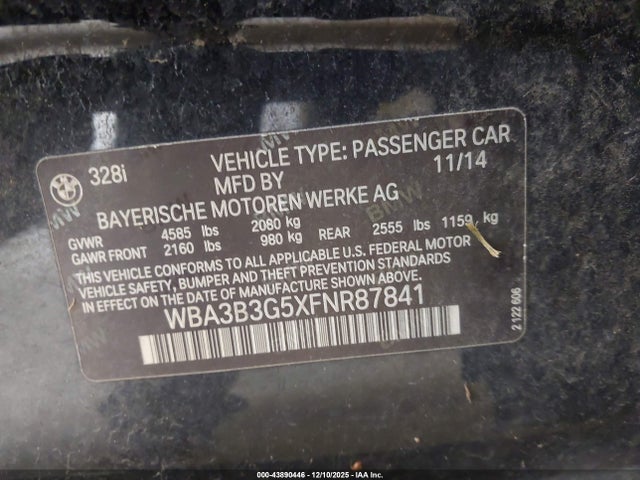 328i
VEHICLE TYPE: PASSENGER CAR
MFD BY 11/14
BAYERISCHE MOTOREN WERKE AG
GVWR 4585 lbs 2080 kg
GAWR FRONT 2160 lbs 980 kg REAR 2555 lbs 1159 kg
THIS VEHICLE CONFORMS TO ALL APPLICABLE U.S. FEDERAL MOTOR
VEHICLE SAFETY, BUMPER AND THEFT PREVENTION STANDARDS
IN EFFECT ON THE DATE OF MANUFACTURE SHOWN ABOVE.
WBA3B3G5XFNR87841
2 122 606
000-43890446 - 12/10/2025 - IAA Inc.